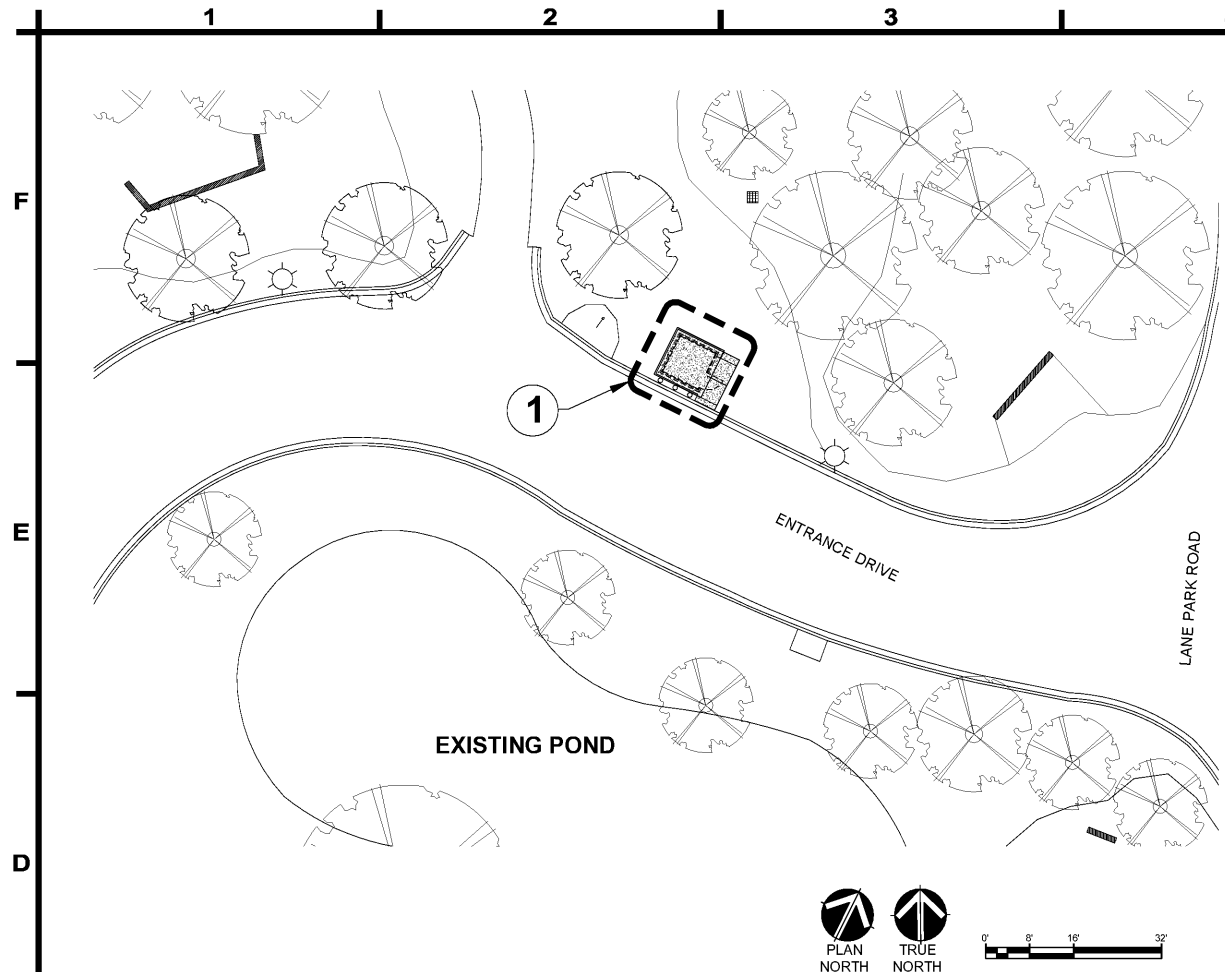 1 2 3
F
1
E
ENTRANCE DRIVE
LANE PARK ROAD
EXISTING POND
D
PLAN
NORTH
TRUE
NORTH
0' 8' 16' 32'